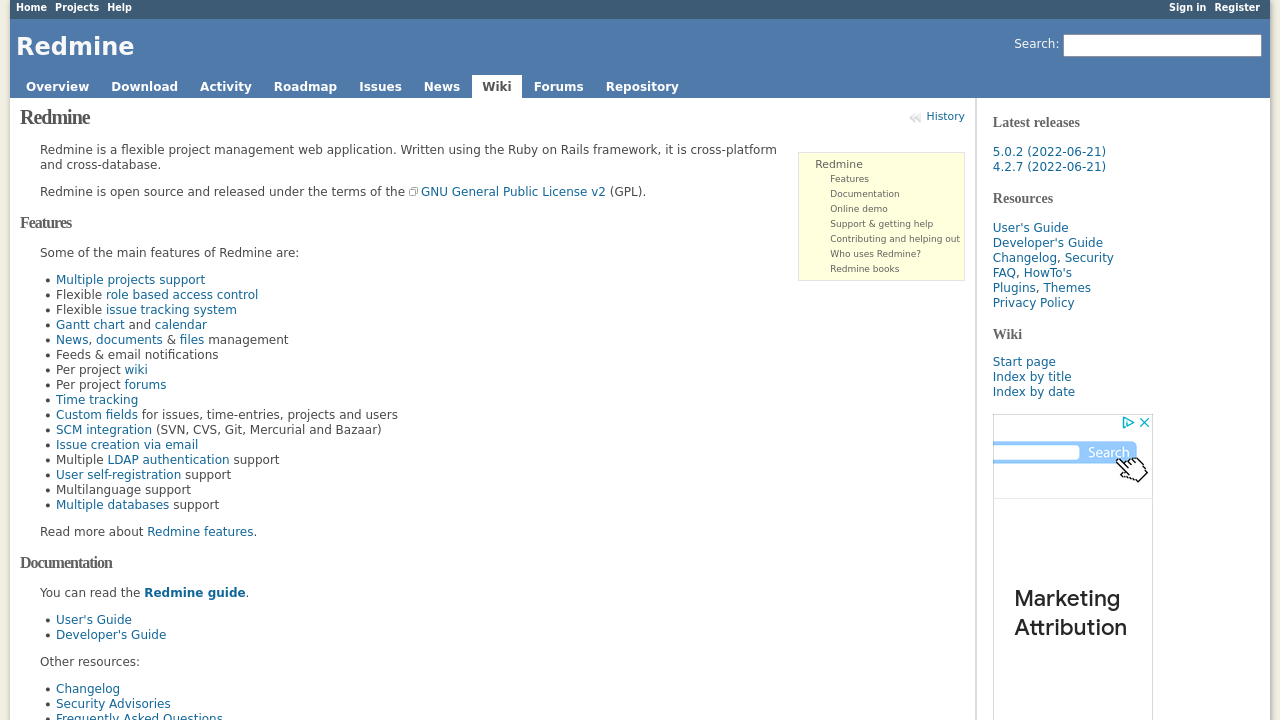 Home Projects Help Sign in Register
Redmine
Search:
Overview Download Activity Roadmap Issues News Wiki Forums Repository
Redmine
History
Redmine is a flexible project management web application. Written using the Ruby on Rails framework, it is cross-platform
and cross-database.
Redmine is open source and released under the terms of the GNU General Public License v2 (GPL).
Redmine
Features
Documentation
Online demo
Support & getting help
Contributing and helping out
Who uses Redmine?
Redmine books
Features
Some of the main features of Redmine are:
Multiple projects support
Flexible role based access control
Flexible issue tracking system
Gantt chart and calendar
News, documents & files management
Feeds & email notifications
Per project wiki
Per project forums
Time tracking
Custom fields for issues, time-entries, projects and users
SCM integration (SVN, CVS, Git, Mercurial and Bazaar)
Issue creation via email
Multiple LDAP authentication support
User self-registration support
Multilanguage support
Multiple databases support
Read more about Redmine features.
Documentation
You can read the Redmine guide.
User's Guide
Developer's Guide
Other resources:
Changelog
Security Advisories
Frequently Asked Questions
Latest releases
5.0.2 (2022-06-21)
4.2.7 (2022-06-21)
Resources
User's Guide
Developer's Guide
Changelog, Security
FAQ, HowTo's
Plugins, Themes
Privacy Policy
Wiki
Start page
Index by title
Index by date
Search
Marketing
Attribution